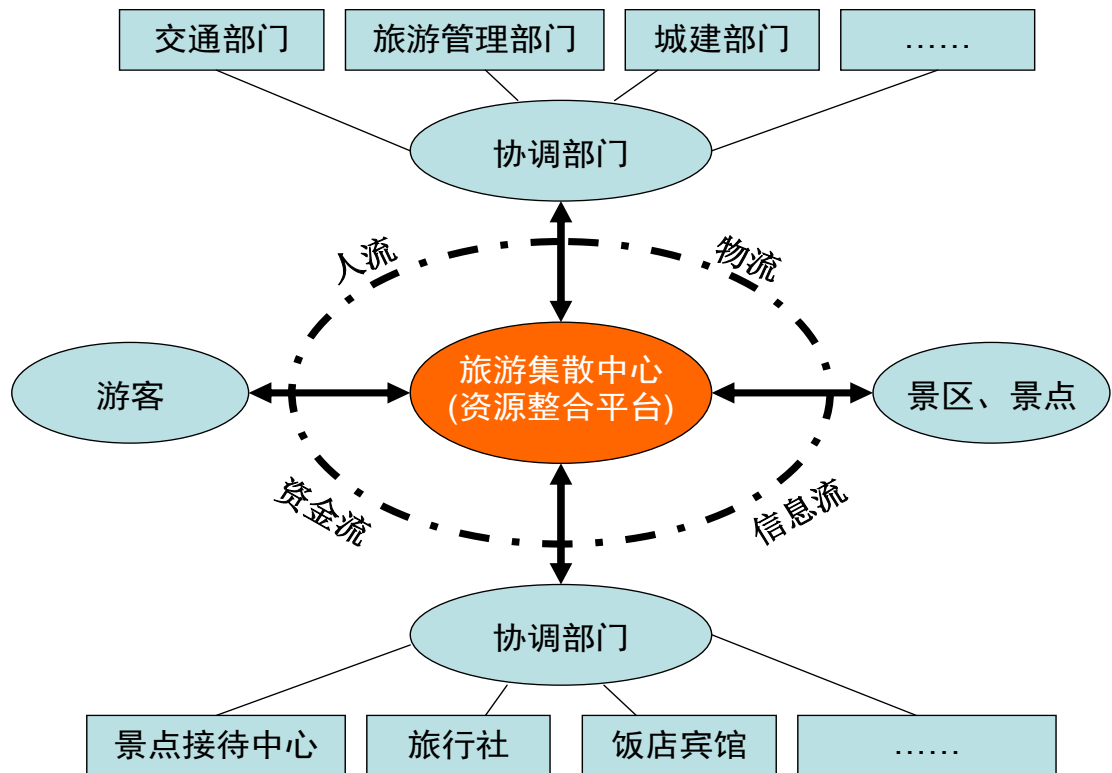 交通部门
旅游管理部门
城建部门
……
协调部门
人流
物流
游客
旅游集散中心
(资源整合平台)
景区、景点
资金流
信息流
协调部门
景点接待中心
旅行社
饭店宾馆
……